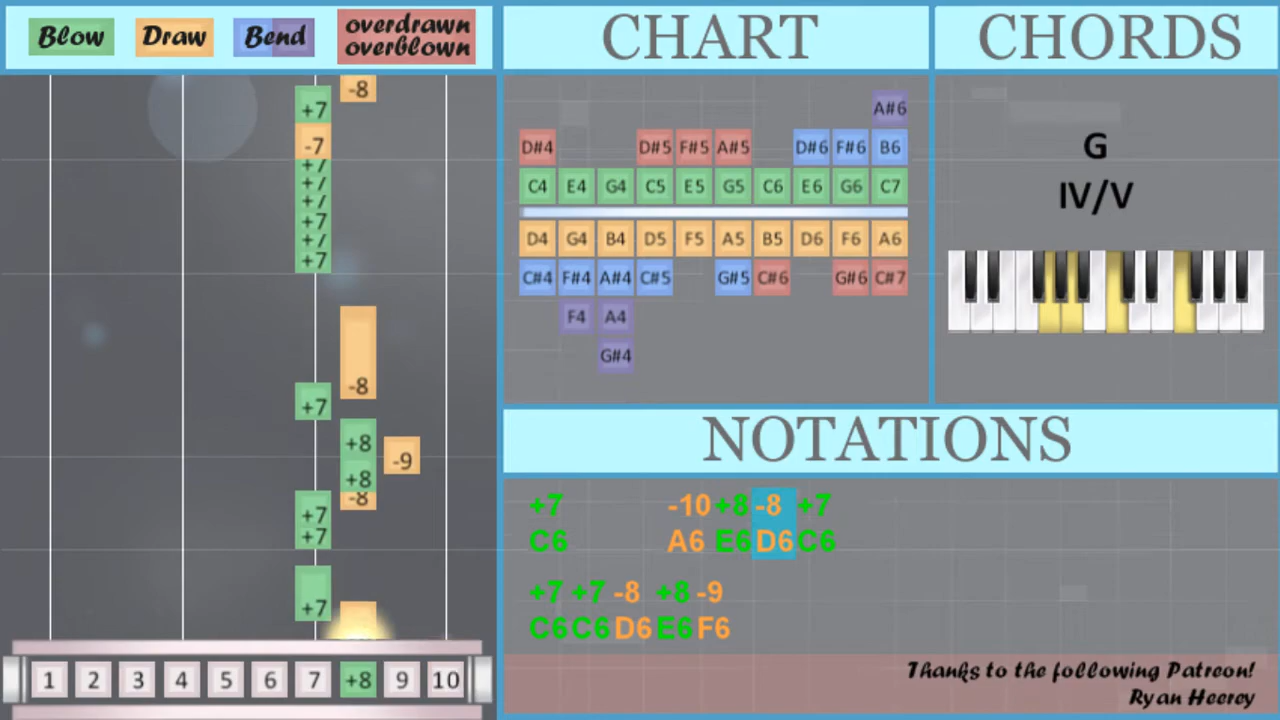 Blow Draw Bend overdrawn
overblown
CHART
CHORDS
-8
+7
-7
+7
+7
+7
+7
+7
+7
-8
+7
+8
-9
+8
-8
+7
+7
+7
1 2 3 4 5 6 7 +8 9 10
A#6
D#4 D#5 F#5 A#5 D#6 F#6 B6
C4 E4 G4 C5 E5 G5 C6 E6 G6 C7
D4 G4 B4 D5 F5 A5 B5 D6 F6 A6
C#4 F#4 A#4 C#5 G#5 C#6 G#6 C#7
F4 A4
G#4
G
IV/V
NOTATIONS
+7 -10 +8 -8 +7
C6 A6 E6 D6 C6
+7 +7 -8 +8 -9
C6 C6 D6 E6 F6
Thanks to the following Patreon!
Ryan Heerey